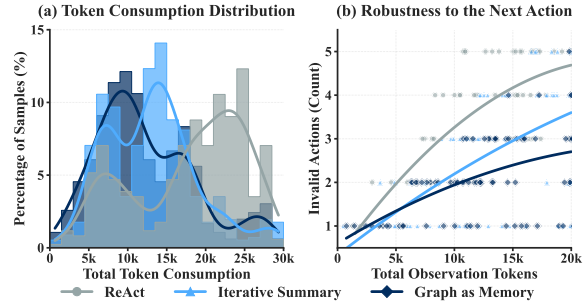 (a) Token Consumption Distribution
15
10
5
0
Percentage of Samples (%)
0 5k 10k 15k 20k 25k 30k
Total Token Consumption
(b) Robustness to the Next Action
5
4
3
2
1
Invalid Actions (Count)
0 5k 10k 15k 20k
Total Observation Tokens
ReAct Iterative Summary Graph as Memory